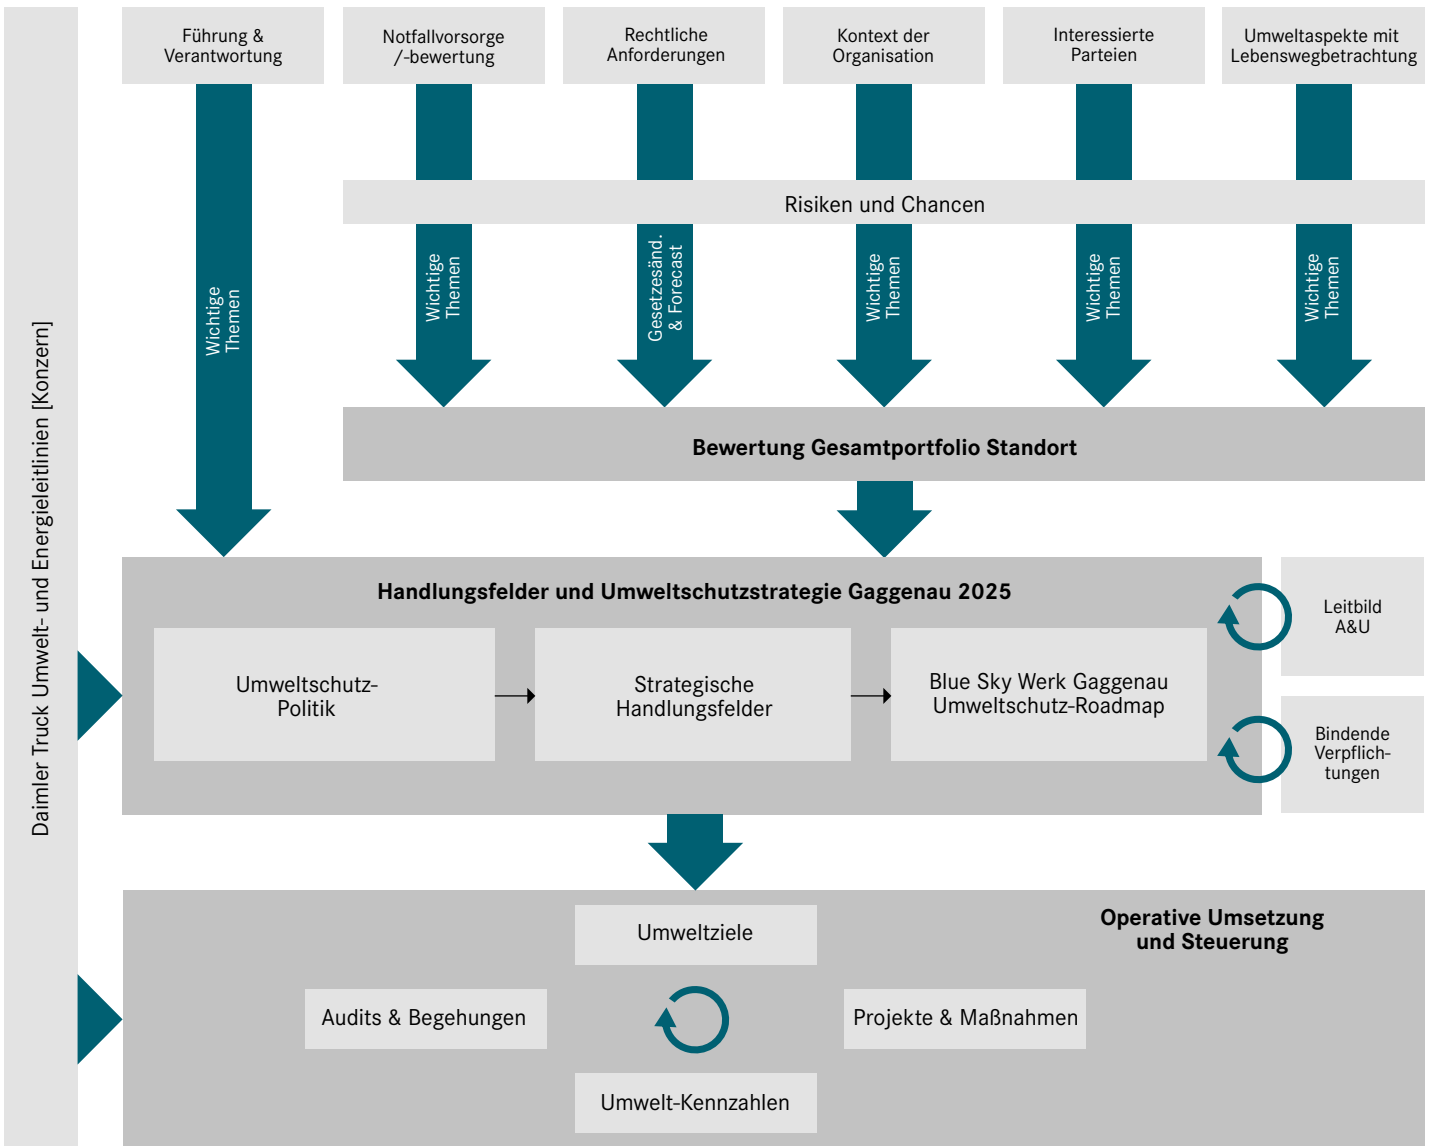 Führung &
Verantwortung
Notfallvorsorge
/-bewertung
Rechtliche
Anforderungen
Kontext der
Organisation
Interessierte
Parteien
Umweltaspekte mit
Lebenswegbetrachtung
Risiken und Chancen
Wichtige
Themen
Wichtige
Themen
Gesetzesänd.
& Forecast
Wichtige
Themen
Wichtige
Themen
Wichtige
Themen
Bewertung Gesamtportfolio Standort
Daimler Truck Umwelt- und Energieleitlinien [Konzern]
Handlungsfelder und Umweltschutzstrategie Gaggenau 2025
Umweltschutz-
Politik
Strategische
Handlungsfelder
Blue Sky Werk Gaggenau
Umweltschutz-Roadmap
Leitbild
A&U
Bindende
Verpflich-
tungen
Operative Umsetzung
und Steuerung
Umweltziele
Audits & Begehungen
Projekte & Maßnahmen
Umwelt-Kennzahlen